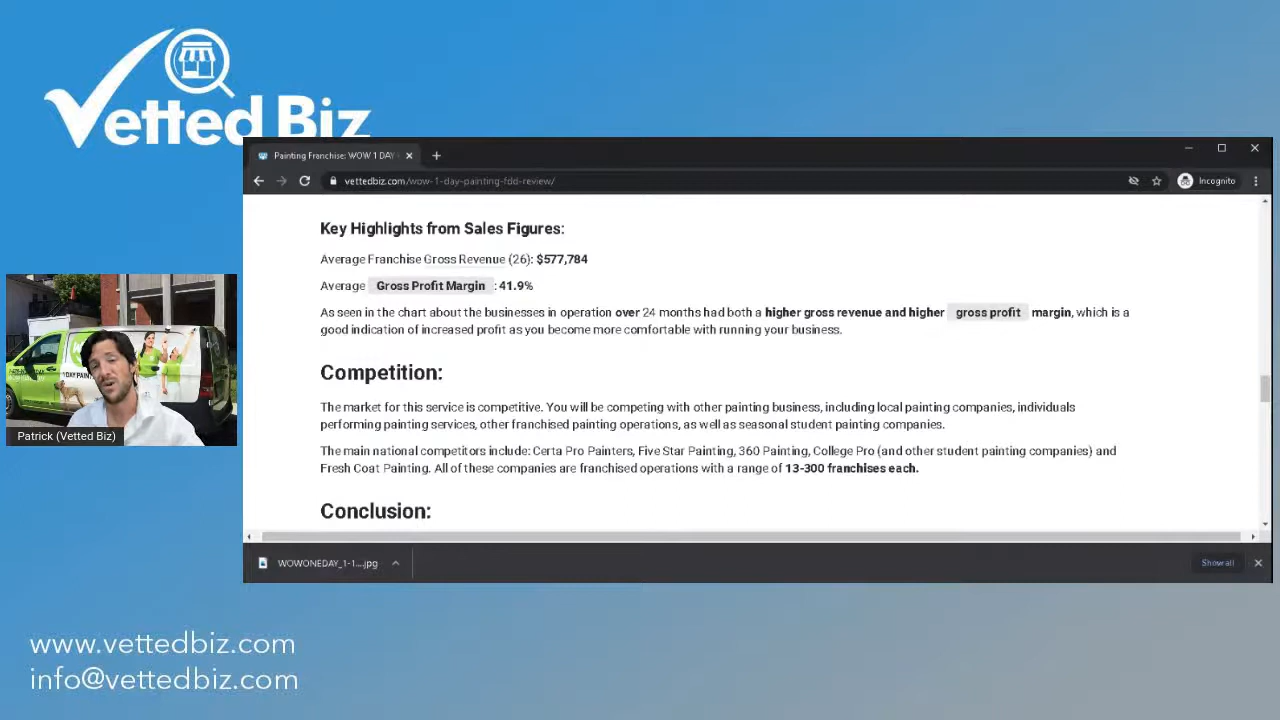 Vetted Biz
Painting Franchise: WOW 1 DAY
vettedbiz.com/wow-1-day-painting-fdd-review/
Incognito
Key Highlights from Sales Figures:
Average Franchise Gross Revenue (26): $577,784
Average Gross Profit Margin : 41.9%
As seen in the chart about the businesses in operation over 24 months had both a higher gross revenue and higher gross profit margin, which is a
good indication of increased profit as you become more comfortable with running your business.
Competition:
The market for this service is competitive. You will be competing with other painting business, including local painting companies, individuals
performing painting services, other franchised painting operations, as well as seasonal student painting companies.
The main national competitors include: Certa Pro Painters, Five Star Painting, 360 Painting, College Pro (and other student painting companies) and
Fresh Coat Painting. All of these companies are franchised operations with a range of 13-300 franchises each.
Conclusion:
1 DAY PAIN
Patrick (Vetted Biz)
WOWONEDAY_1-1....jpg
Show all
www.vettedbiz.com
info@vettedbiz.com